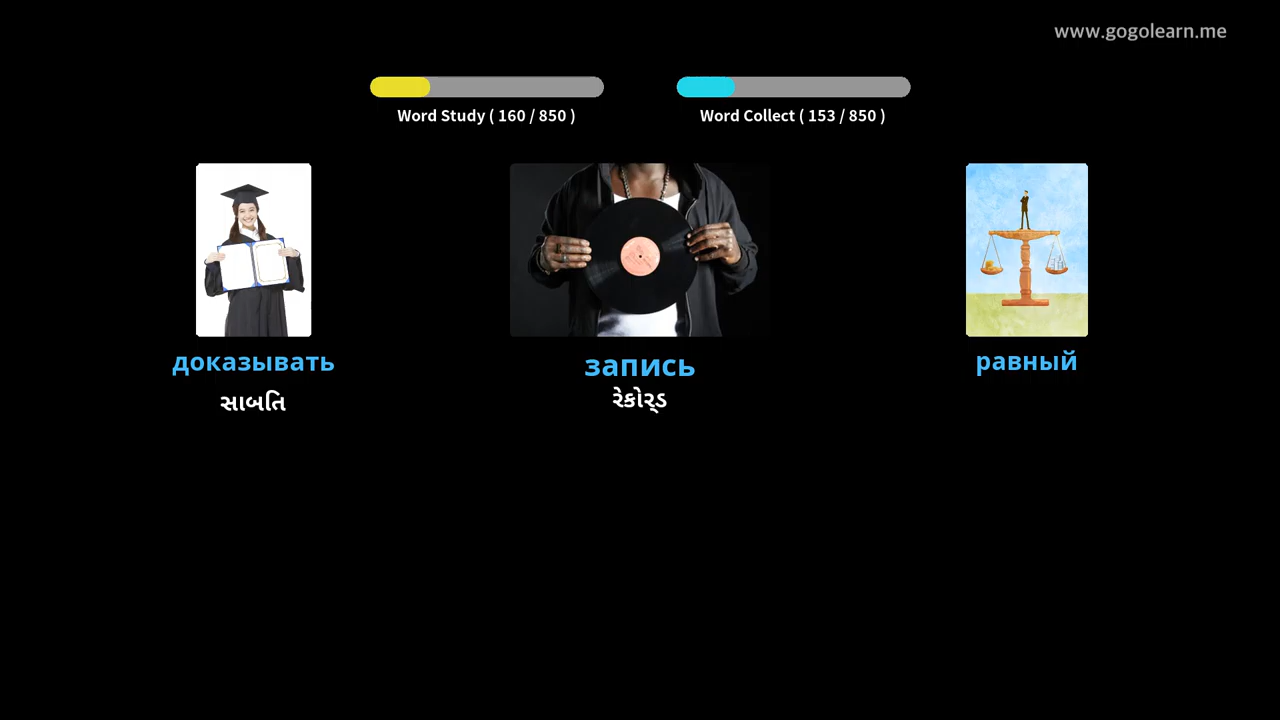 www.gogolearn.me
Word Study ( 160 / 850 )
Word Collect ( 153 / 850 )
доказывать
запись
равный
સાબતિ
રેકોર્ડ